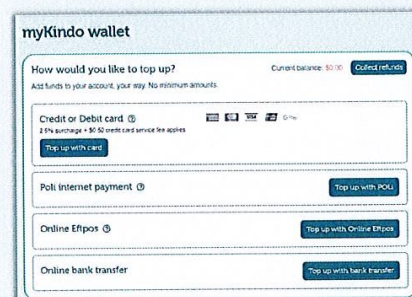 myKindo wallet
How would you like to top up?
Current balance: $0.00
Collect refunds
Add funds to your account, your way. No minimum amounts.
Credit or Debit card
VISA
2.5% surcharge + $0.50 credit card service fee applies
Top up with card
Poli internet payment
Top up with POLi
Online Eftpos
Top up with Online Eftpos
Online bank transfer
Top up with bank transfer